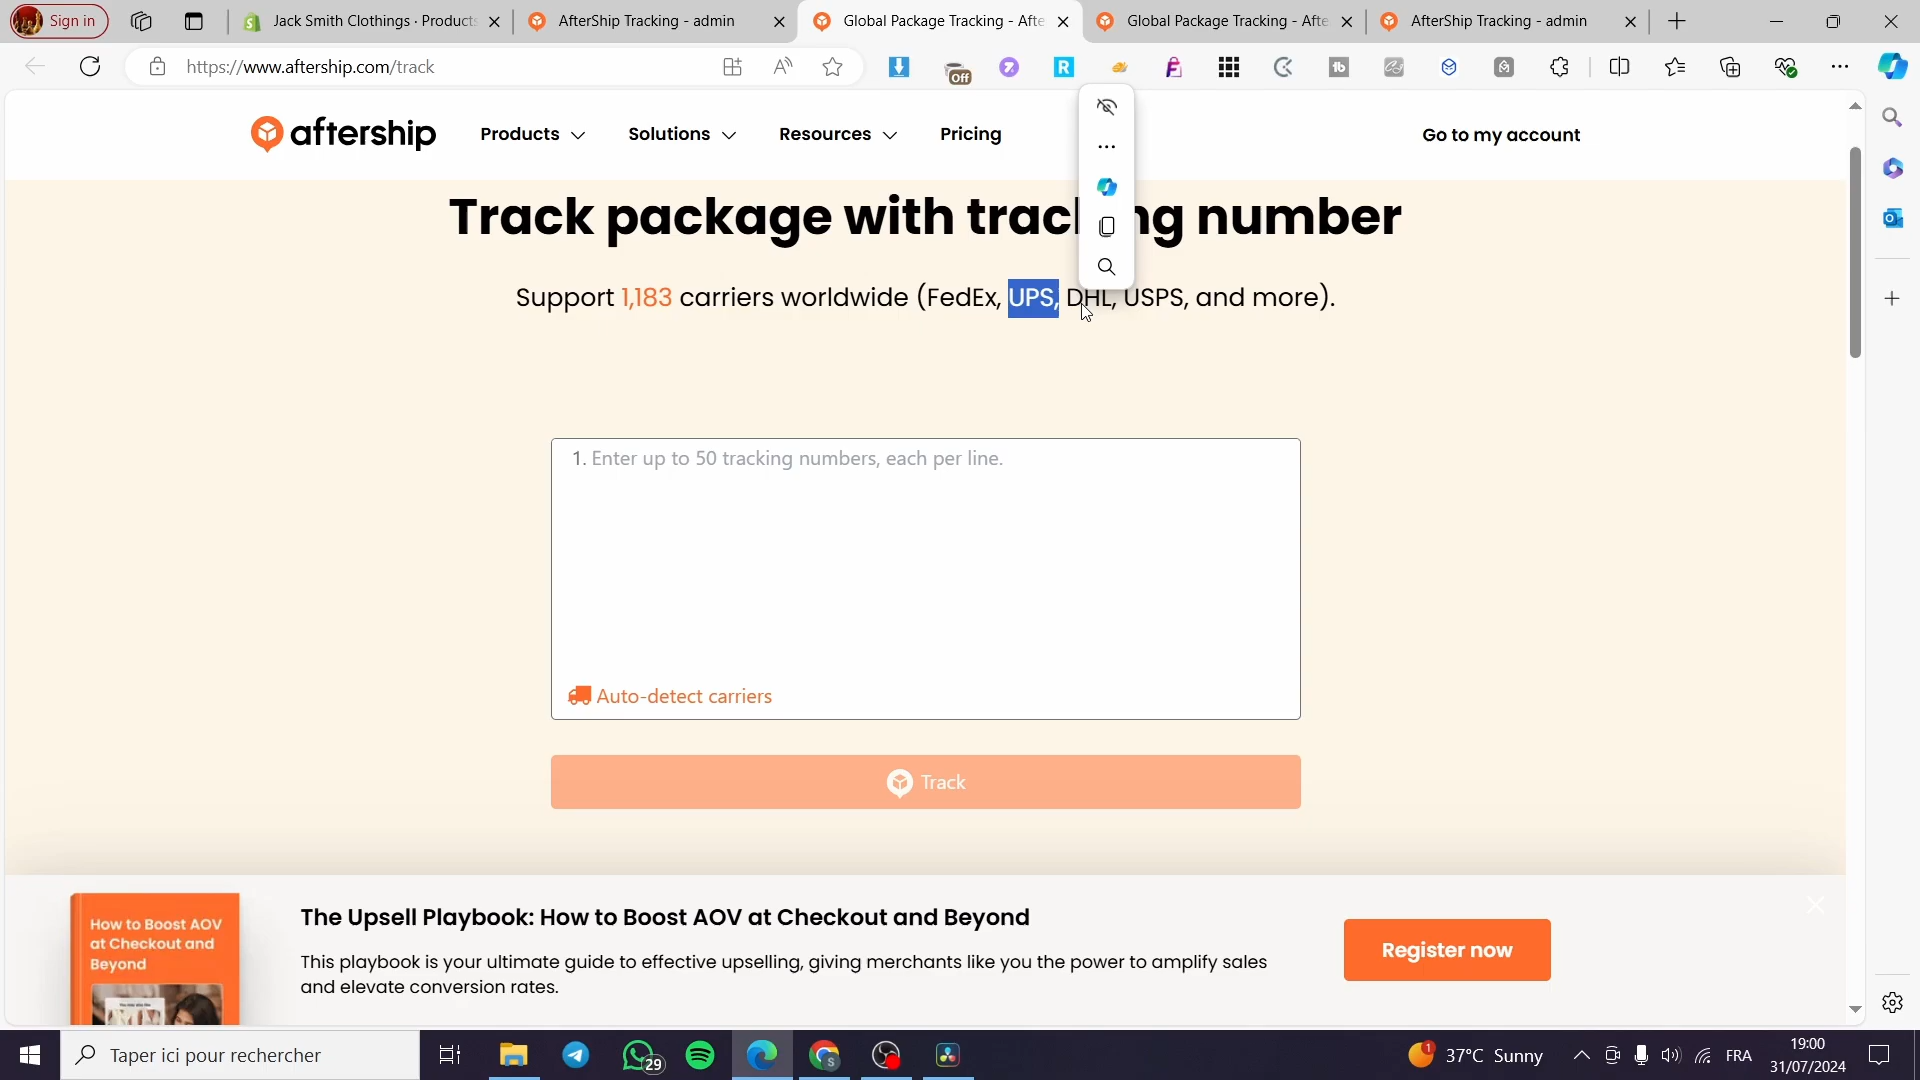 Sign in
Jack Smith Clothings · Products
AfterShip Tracking - admin
Global Package Tracking - Afte
Global Package Tracking - Afte
AfterShip Tracking - admin
https://www.aftership.com/track
Off
aftership
Products
Solutions
Resources
Pricing
Go to my account
Track package with tracking number
Support 1,183 carriers worldwide (FedEx, UPS, DHL, USPS, and more).
1. Enter up to 50 tracking numbers, each per line.
Auto-detect carriers
Track
How to Boost AOV
at Checkout and
Beyond
The Upsell Playbook: How to Boost AOV at Checkout and Beyond
This playbook is your ultimate guide to effective upselling, giving merchants like you the power to amplify sales
and elevate conversion rates.
Register now
Taper ici pour rechercher
29
1
37°C Sunny
FRA
19:00
31/07/2024